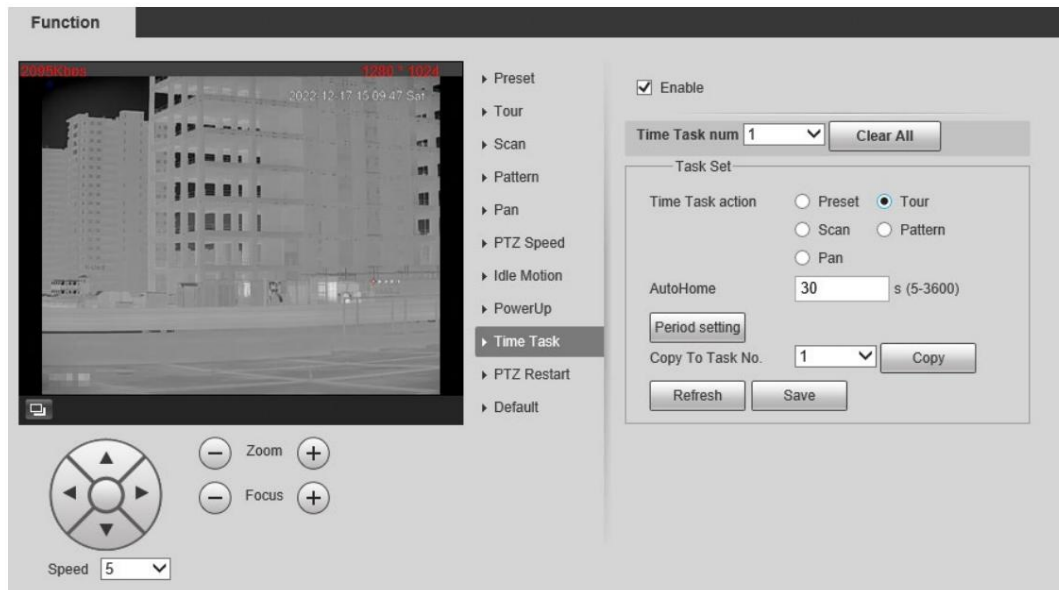 Function
2095Kbps 1280 * 1024
2022-12-17 15:09:47 Sat
Preset
Tour
Scan
Pattern
Pan
PTZ Speed
Idle Motion
PowerUp
Time Task
PTZ Restart
Default
Zoom
Focus
Speed 5
Enable
Time Task num 1 Clear All
Task Set
Time Task action Preset Tour
Scan Pattern
Pan
AutoHome 30 s (5-3600)
Period setting
Copy To Task No. 1 Copy
Refresh Save